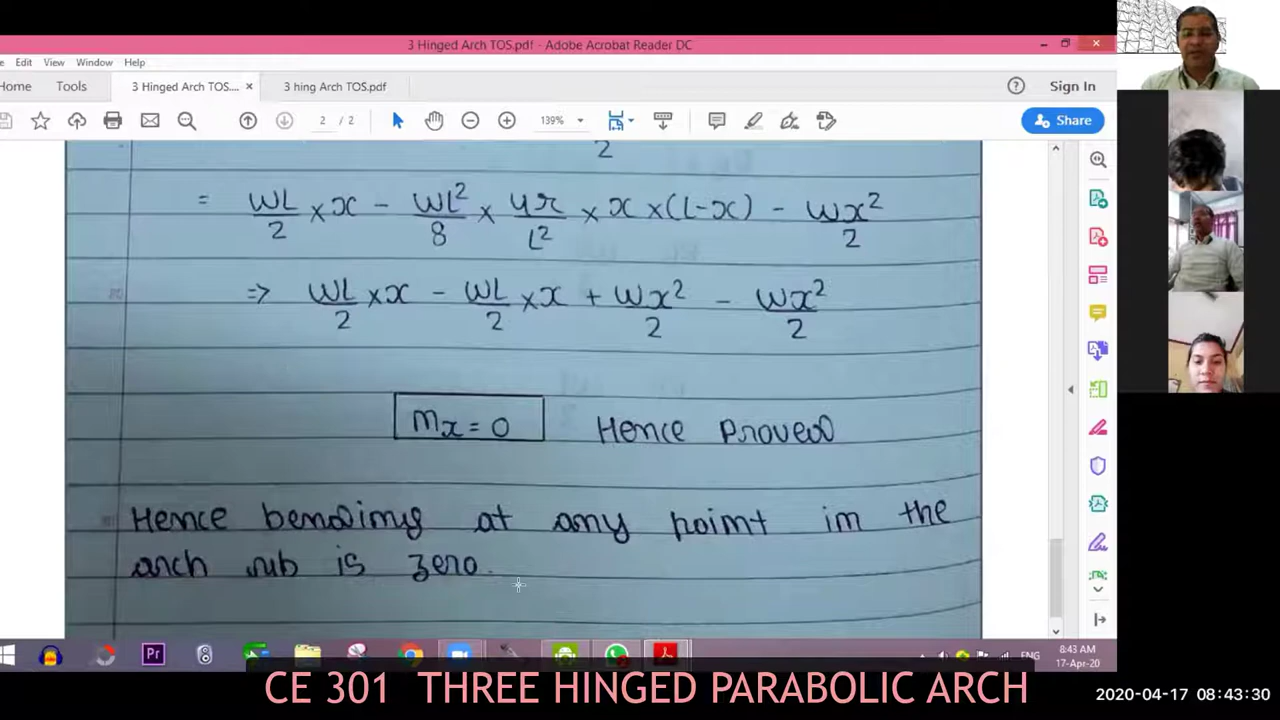 3 Hinged Arch TOS.pdf - Adobe Acrobat Reader DC
e Edit View Window Help
Home Tools 3 Hinged Arch TOS.... × 3 hing Arch TOS.pdf Sign In
2 / 2 139% Share
2
= WL/2 × x - WL²/8 × 4r/L² × x × (L-x) - Wx²/2
⇒ WL/2 × x - WL/2 × x + Wx²/2 - Wx²/2
Mx = 0 Hence Proved
Hence bending at any point in the
arch rib is zero.
Pr ENG 8:43 AM
17-Apr-20
CE 301 THREE HINGED PARABOLIC ARCH
2020-04-17 08:43:30